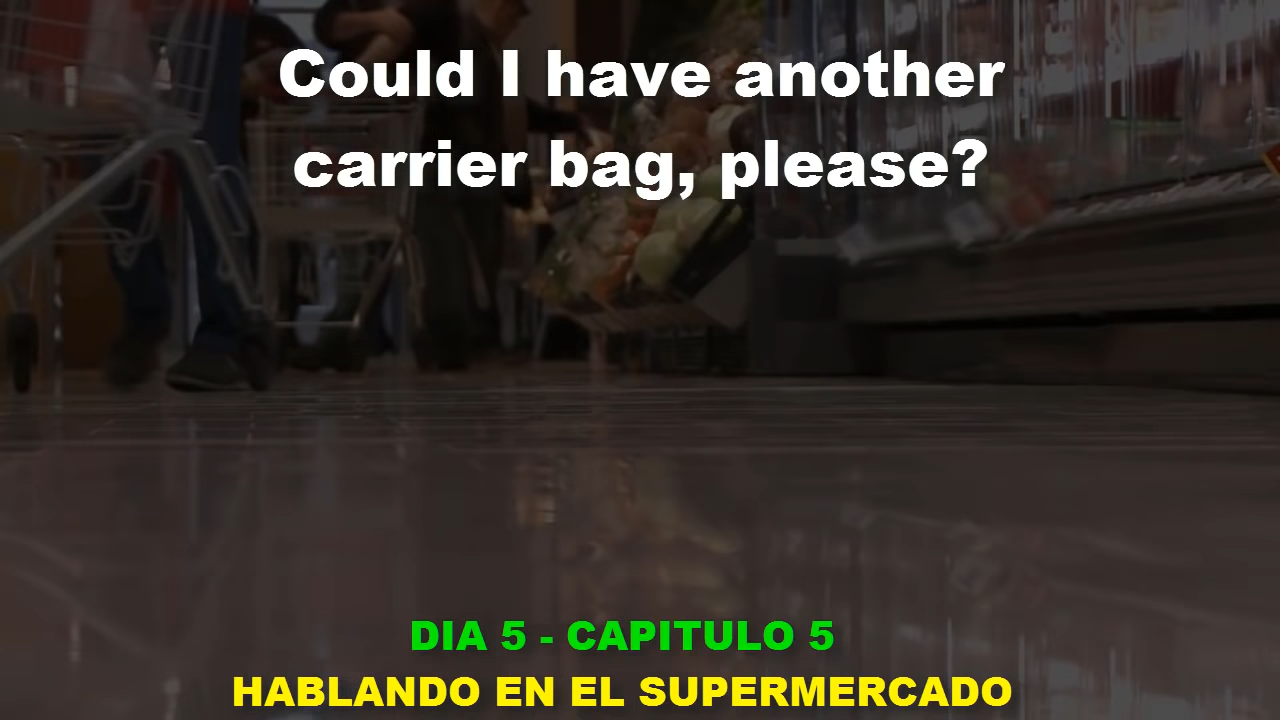 Could I have another
carrier bag, please?
DIA 5 - CAPITULO 5
HABLANDO EN EL SUPERMERCADO